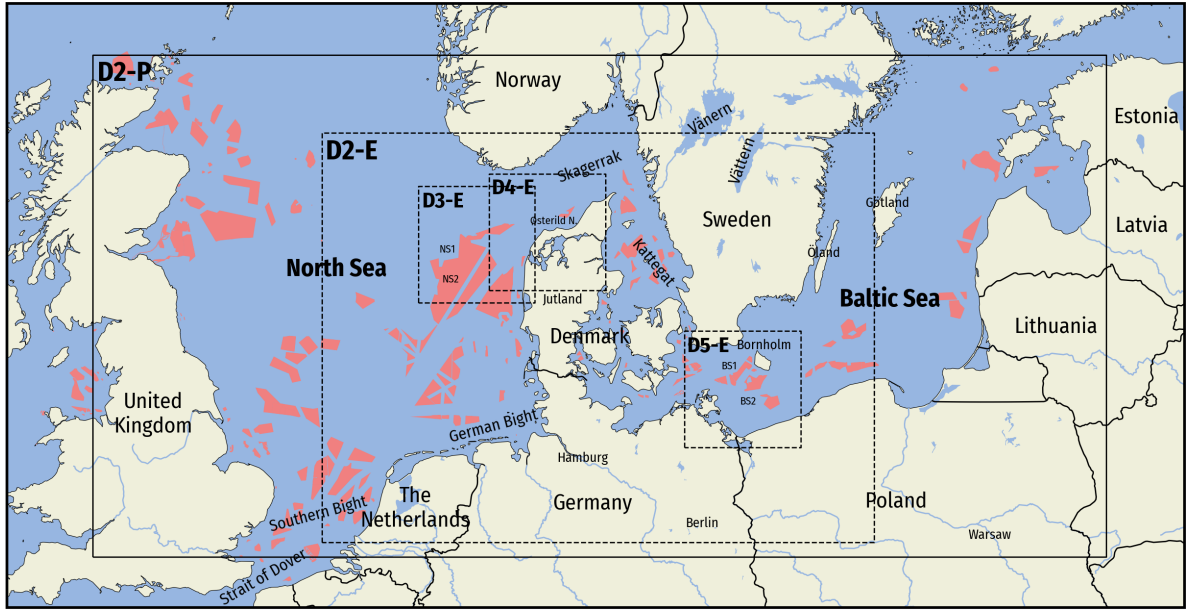 D2-P
Norway
Estonia
Vänern
D2-E
Vättern
Skagerrak
D4-E
D3-E
Götland
Østerild N.
Sweden
Latvia
NS1
Kattegat
Öland
North Sea
NS2
Baltic Sea
Jutland
Lithuania
Denmark
D5-E
Bornholm
BS1
United
Kingdom
BS2
German Bight
Hamburg
The
Netherlands
Germany
Poland
Southern Bight
Berlin
Warsaw
Strait of Dover